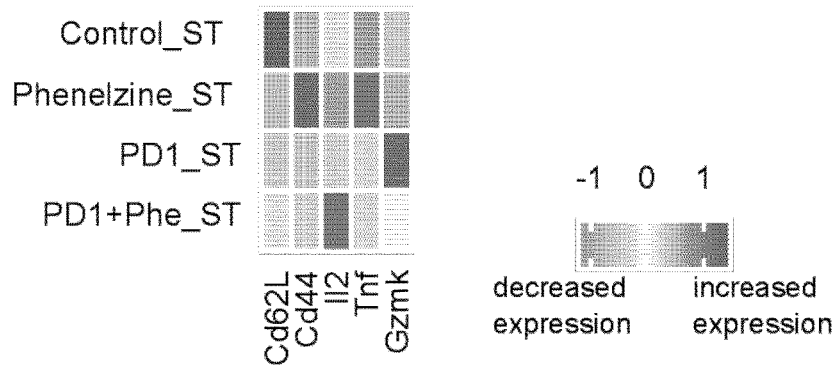 Control_ST
Phenelzine_ST
PD1_ST
PD1+Phe_ST
Cd62L
Cd44
Il2
Tnf
Gzmk
-1 0 1
decreased increased
expression expression